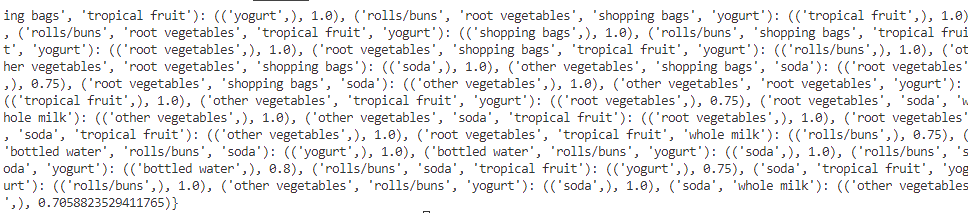 ing bags', 'tropical fruit'): (('yogurt',), 1.0), ('rolls/buns', 'root vegetables', 'shopping bags', 'yogurt'): (('tropical fruit',), 1.0)
, ('rolls/buns', 'root vegetables', 'tropical fruit', 'yogurt'): (('shopping bags',), 1.0), ('rolls/buns', 'shopping bags', 'tropical frui
t', 'yogurt'): (('root vegetables',), 1.0), ('root vegetables', 'shopping bags', 'tropical fruit', 'yogurt'): (('rolls/buns',), 1.0), ('ot
her vegetables', 'root vegetables', 'shopping bags'): (('soda',), 1.0), ('other vegetables', 'shopping bags', 'soda'): (('root vegetables'
,), 0.75), ('root vegetables', 'shopping bags', 'soda'): (('other vegetables',), 1.0), ('other vegetables', 'root vegetables', 'yogurt'):
(('tropical fruit',), 1.0), ('other vegetables', 'tropical fruit', 'yogurt'): (('root vegetables',), 0.75), ('root vegetables', 'soda', 'w
hole milk'): (('other vegetables',), 1.0), ('other vegetables', 'soda', 'tropical fruit'): (('root vegetables',), 1.0), ('root vegetables'
, 'soda', 'tropical fruit'): (('other vegetables',), 1.0), ('root vegetables', 'tropical fruit', 'whole milk'): (('rolls/buns',), 0.75), (
'bottled water', 'rolls/buns', 'soda'): (('yogurt',), 1.0), ('bottled water', 'rolls/buns', 'yogurt'): (('soda',), 1.0), ('rolls/buns', 's
oda', 'yogurt'): (('bottled water',), 0.8), ('rolls/buns', 'soda', 'tropical fruit'): (('yogurt',), 0.75), ('soda', 'tropical fruit', 'yog
urt'): (('rolls/buns',), 1.0), ('other vegetables', 'rolls/buns', 'yogurt'): (('soda',), 1.0), ('soda', 'whole milk'): (('other vegetables
',), 0.7058823529411765)}